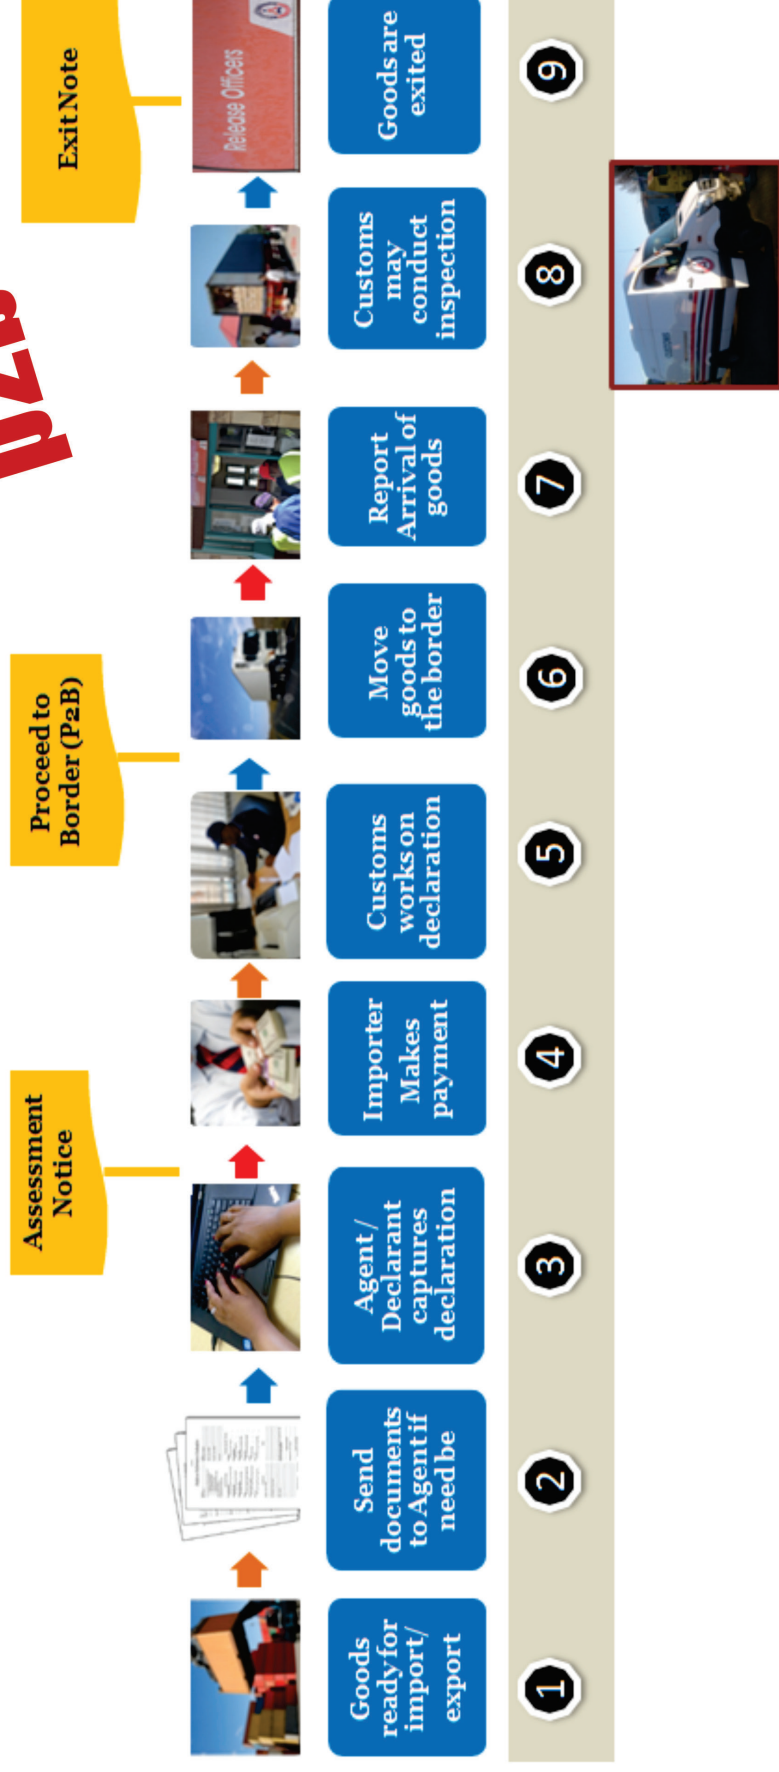 Assessment
Notice
Proceed to
Border (P2B)
Exit Note
Release Officers
Goods
ready for
import/
export
Send
documents
to Agent if
need be
Agent /
Declarant
captures
declaration
Importer
Makes
payment
Customs
works on
declaration
Move
goods to
the border
Report
Arrival of
goods
Customs
may
conduct
inspection
Goods are
exited
1
2
3
4
5
6
7
8
9
CUSTOMS